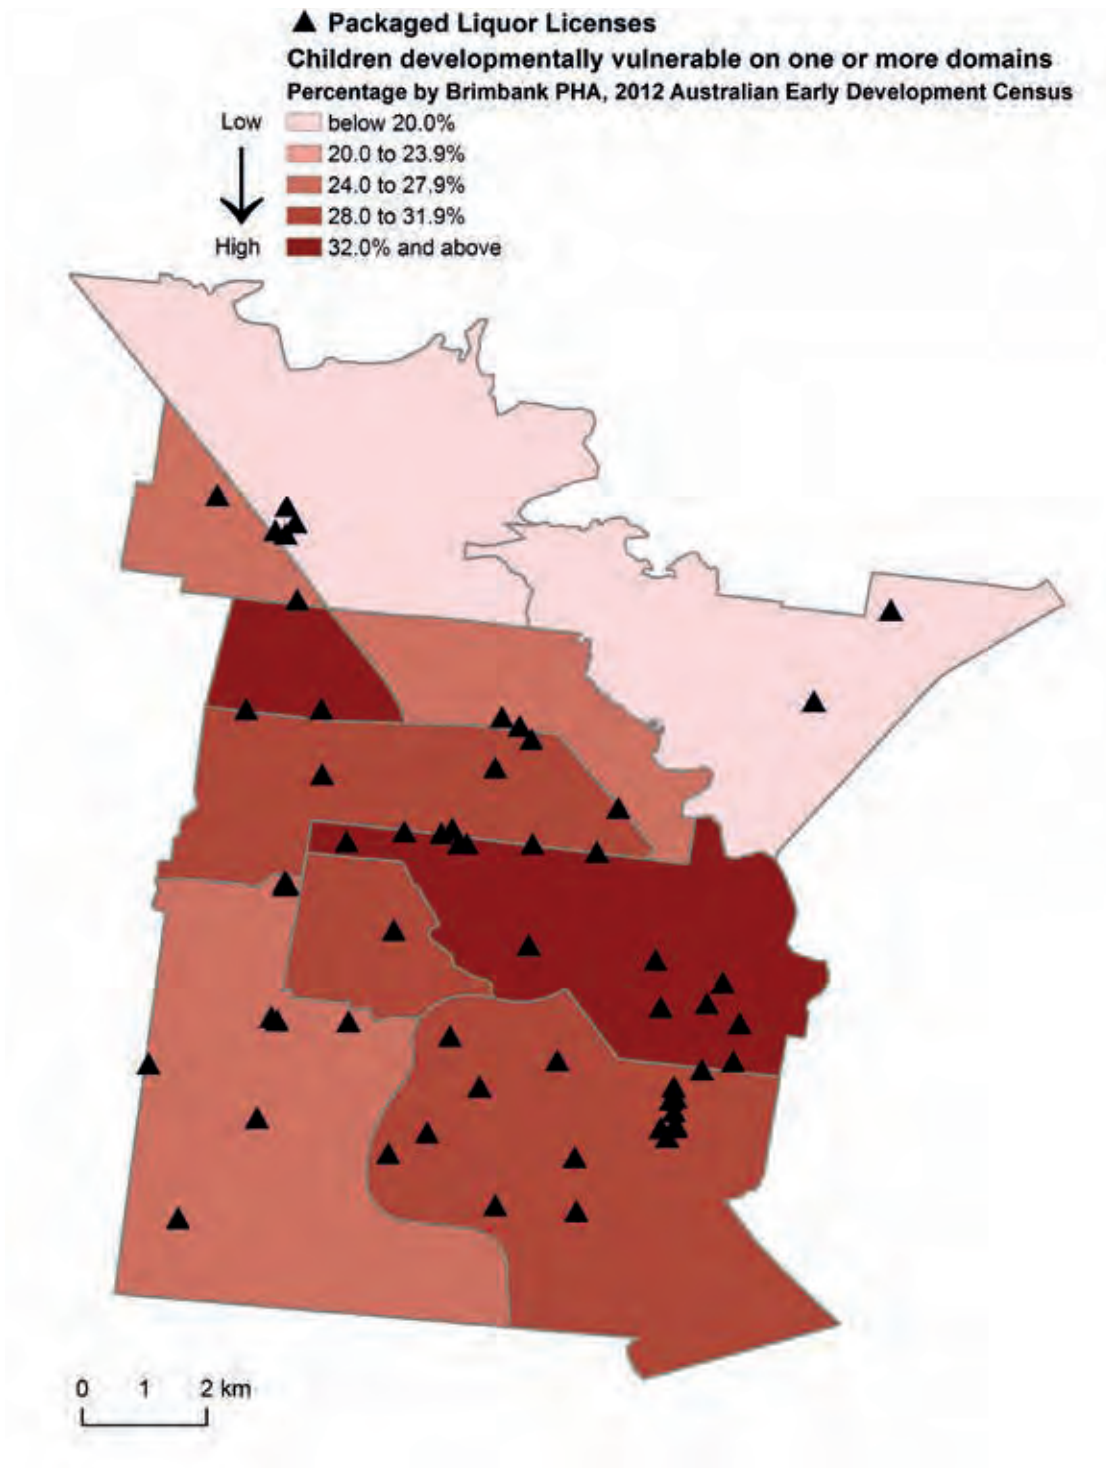 Packaged Liquor Licenses
Children developmentally vulnerable on one or more domains
Percentage by Brimbank PHA, 2012 Australian Early Development Census
Low
below 20.0%
20.0 to 23.9%
24.0 to 27.9%
28.0 to 31.9%
High
32.0% and above
0 1 2 km